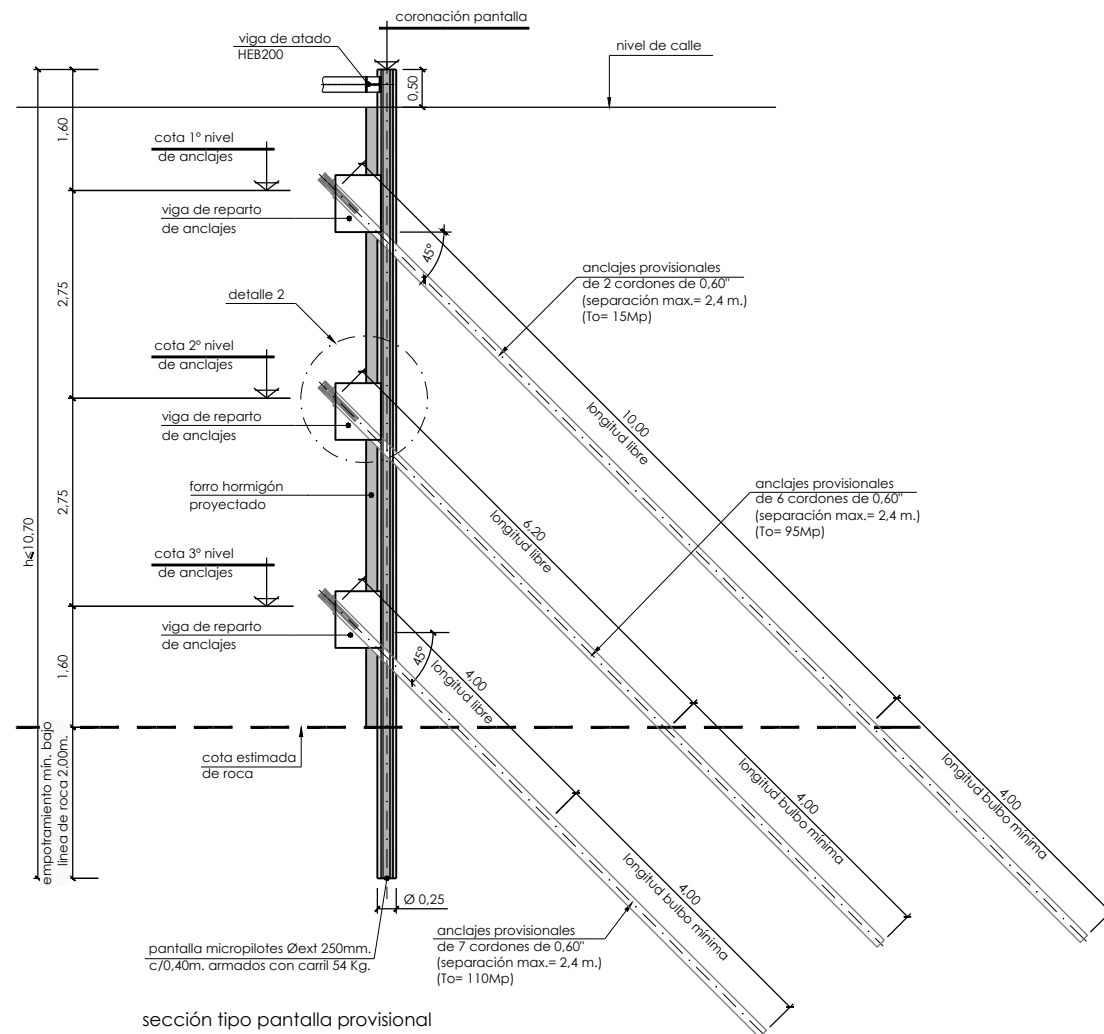 coronación pantalla
viga de atado
HEB200
nivel de calle
0,50
1,60
cota 1º nivel
de anclajes
viga de reparto
de anclajes
45º
anclajes provisionales
de 2 cordones de 0,60"
(separación max.= 2,4 m.)
(To= 15Mp)
2,75
detalle 2
cota 2º nivel
de anclajes
viga de reparto
de anclajes
10,00
longitud libre
forro hormigón
proyectado
anclajes provisionales
de 6 cordones de 0,60"
(separación max.= 2,4 m.)
(To= 95Mp)
2,75
6,20
longitud libre
h≤10,70
cota 3º nivel
de anclajes
viga de reparto
de anclajes
45º
1,60
4,00
longitud libre
cota estimada
de roca
empotramiento mín. bajo
línea de roca 2,00m.
4,00
longitud bulbo mínima
4,00
longitud bulbo mínima
4,00
longitud bulbo mínima
Ø 0,25
pantalla micropilotes Øext 250mm.
c/0,40m. armados con carril 54 Kg.
anclajes provisionales
de 7 cordones de 0,60"
(separación max.= 2,4 m.)
(To= 110Mp)
sección tipo pantalla provisional